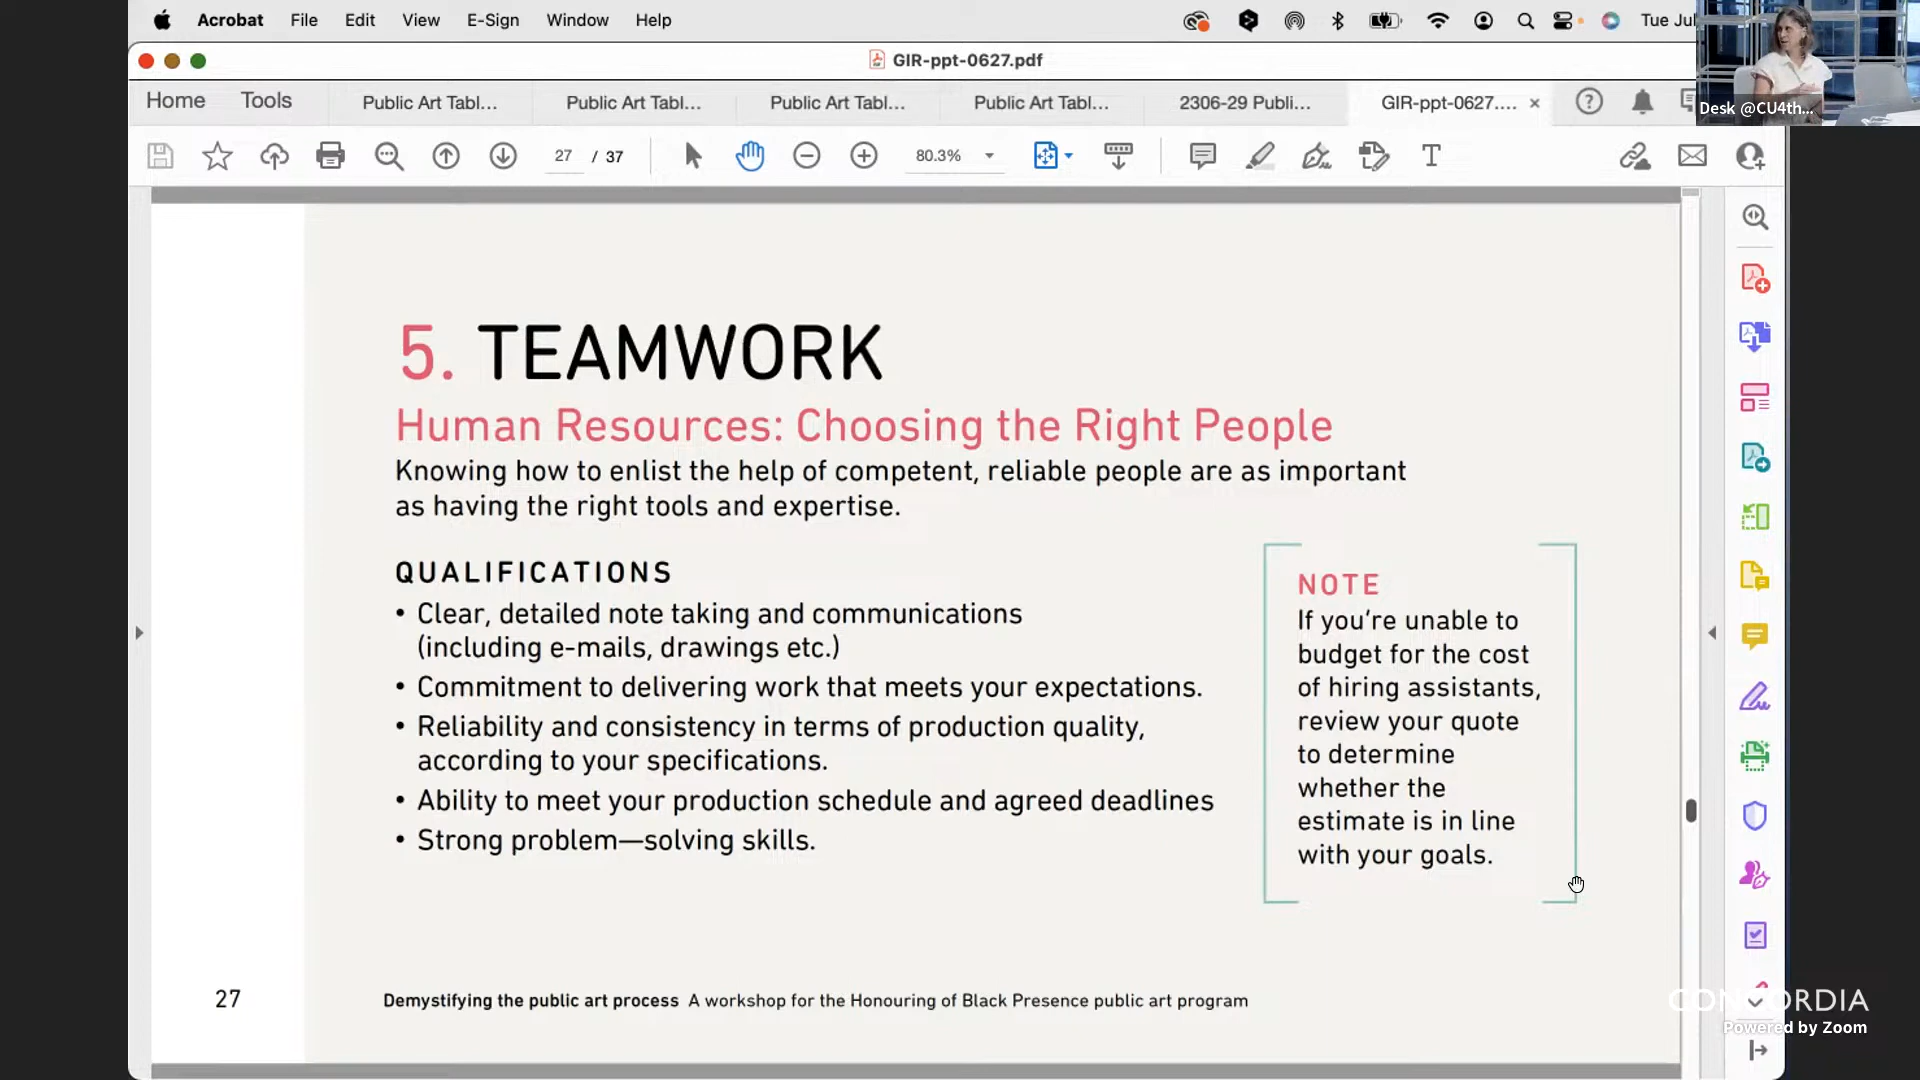 Acrobat File Edit View E-Sign Window Help Tue Jul
GIR-ppt-0627.pdf
Home Tools Public Art Tabl... Public Art Tabl... Public Art Tabl... Public Art Tabl... 2306-29 Publi... GIR-ppt-0627....
Desk @CU4th...
27 / 37 80.3%
5. TEAMWORK
Human Resources: Choosing the Right People
Knowing how to enlist the help of competent, reliable people are as important
as having the right tools and expertise.
QUALIFICATIONS
• Clear, detailed note taking and communications
(including e-mails, drawings etc.)
• Commitment to delivering work that meets your expectations.
• Reliability and consistency in terms of production quality,
according to your specifications.
• Ability to meet your production schedule and agreed deadlines
• Strong problem—solving skills.
NOTE
If you're unable to
budget for the cost
of hiring assistants,
review your quote
to determine
whether the
estimate is in line
with your goals.
27
Demystifying the public art process A workshop for the Honouring of Black Presence public art program
CONCORDIA
Powered by Zoom